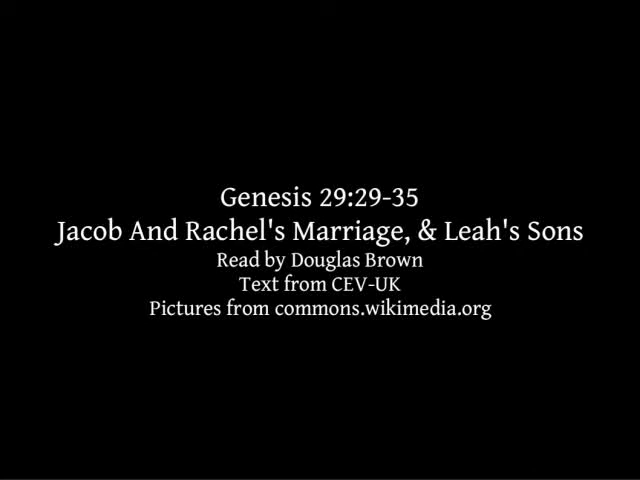 Genesis 29:29-35
Jacob And Rachel's Marriage, & Leah's Sons
Read by Douglas Brown
Text from CEV-UK
Pictures from commons.wikimedia.org